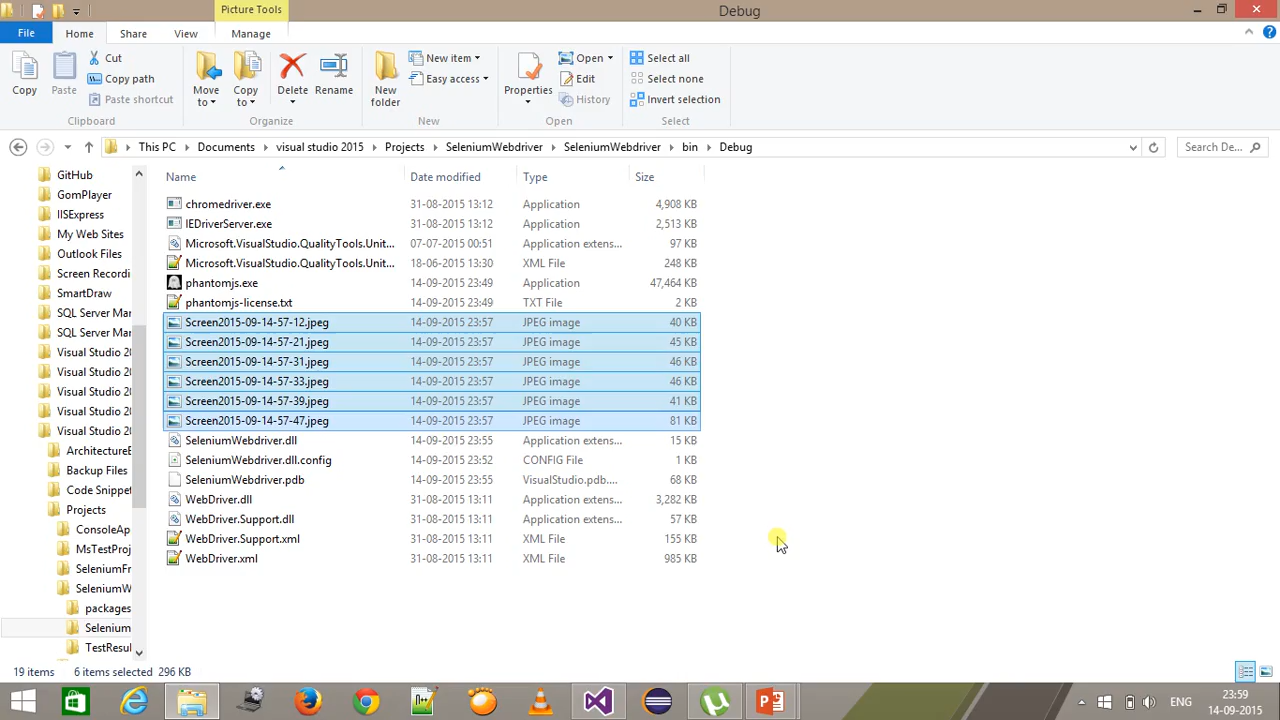 Picture Tools
Debug
File
Home
Share
View
Manage
Copy
Paste
Cut
Copy path
Paste shortcut
Clipboard
Move to
Copy to
Delete
Rename
Organize
New folder
New item
Easy access
New
Properties
Open
Edit
History
Open
Select all
Select none
Invert selection
Select
This PC
Documents
visual studio 2015
Projects
SeleniumWebdriver
SeleniumWebdriver
bin
Debug
Search De...
GitHub
GomPlayer
IISExpress
My Web Sites
Outlook Files
Screen Recordi
SmartDraw
SQL Server Mar
SQL Server Mar
Visual Studio 20
Visual Studio 20
Visual Studio 20
Visual Studio 20
Visual Studio 20
ArchitectureE
Backup Files
Code Snippet
Projects
ConsoleAp
MsTestProj
SeleniumFr
SeleniumW
packages
Selenium
TestResul
Name Date modified Type Size
chromedriver.exe 31-08-2015 13:12 Application 4,908 KB
IEDriverServer.exe 31-08-2015 13:12 Application 2,513 KB
Microsoft.VisualStudio.QualityTools.Unit... 07-07-2015 00:51 Application extens... 97 KB
Microsoft.VisualStudio.QualityTools.Unit... 18-06-2015 13:30 XML File 248 KB
phantomjs.exe 14-09-2015 23:49 Application 47,464 KB
phantomjs-license.txt 14-09-2015 23:49 TXT File 2 KB
Screen2015-09-14-57-12.jpeg 14-09-2015 23:57 JPEG image 40 KB
Screen2015-09-14-57-21.jpeg 14-09-2015 23:57 JPEG image 45 KB
Screen2015-09-14-57-31.jpeg 14-09-2015 23:57 JPEG image 46 KB
Screen2015-09-14-57-33.jpeg 14-09-2015 23:57 JPEG image 46 KB
Screen2015-09-14-57-39.jpeg 14-09-2015 23:57 JPEG image 41 KB
Screen2015-09-14-57-47.jpeg 14-09-2015 23:57 JPEG image 81 KB
SeleniumWebdriver.dll 14-09-2015 23:55 Application extens... 15 KB
SeleniumWebdriver.dll.config 14-09-2015 23:52 CONFIG File 1 KB
SeleniumWebdriver.pdb 14-09-2015 23:55 VisualStudio.pdb.... 68 KB
WebDriver.dll 31-08-2015 13:11 Application extens... 3,282 KB
WebDriver.Support.dll 31-08-2015 13:11 Application extens... 57 KB
WebDriver.Support.xml 31-08-2015 13:11 XML File 155 KB
WebDriver.xml 31-08-2015 13:11 XML File 985 KB
19 items 6 items selected 296 KB
ENG
23:59
14-09-2015